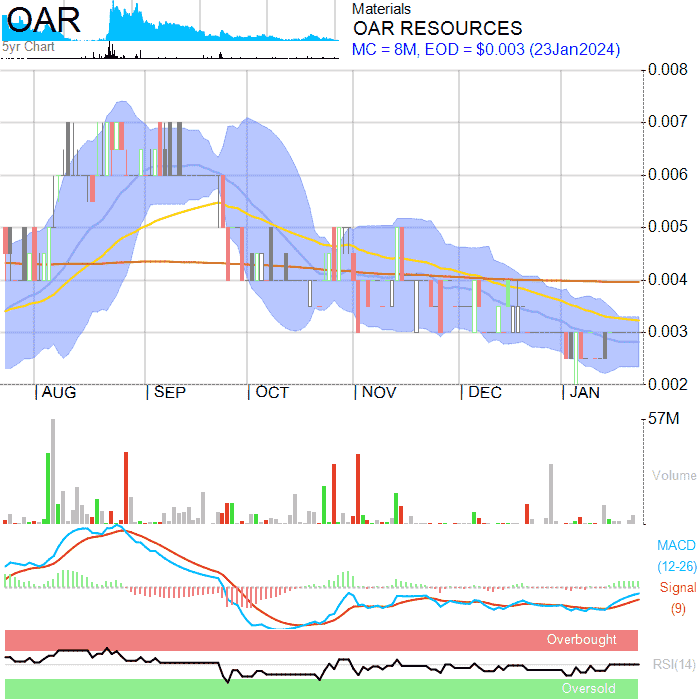 OAR
5yr Chart
Materials
OAR RESOURCES
MC = 8M, EOD = $0.003 (23Jan2024)
0.008
0.007
0.006
0.005
0.004
0.003
0.002
AUG SEP OCT NOV DEC JAN
57M
Volume
MACD
(12-26)
Signal
(9)
Overbought
RSI(14)
Oversold